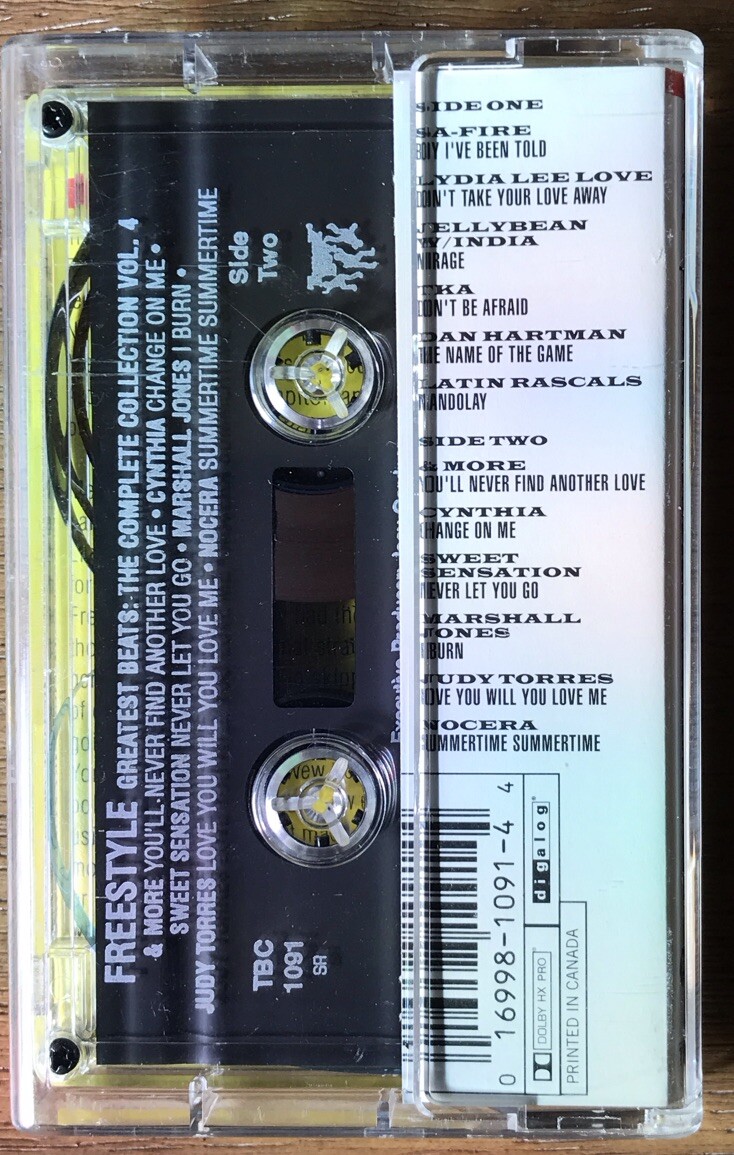 FREESTYLE GREATEST BEATS: THE COMPLETE COLLECTION VOL. 4
& MORE YOU'LL NEVER FIND ANOTHER LOVE • CYNTHIA CHANGE ON ME •
SWEET SENSATION NEVER LET YOU GO • MARSHALL JONES I BURN •
JUDY TORRES LOVE YOU WILL YOU LOVE ME • NOCERA SUMMERTIME SUMMERTIME
Side
Two
TBC
1091
SR
Executive Producer
SIDE ONE
SA-FIRE
BOY I'VE BEEN TOLD
LYDIA LEE LOVE
DON'T TAKE YOUR LOVE AWAY
JELLYBEAN
W/INDIA
MIRAGE
TKA
DON'T BE AFRAID
DAN HARTMAN
THE NAME OF THE GAME
LATIN RASCALS
MANDOLAY
SIDE TWO
& MORE
YOU'LL NEVER FIND ANOTHER LOVE
CYNTHIA
CHANGE ON ME
SWEET
SENSATION
NEVER LET YOU GO
MARSHALL
JONES
I BURN
JUDY TORRES
LOVE YOU WILL YOU LOVE ME
NOCERA
SUMMERTIME SUMMERTIME
0 16998-1091-4 4
digalog
DOLBY HX PRO
PRINTED IN CANADA